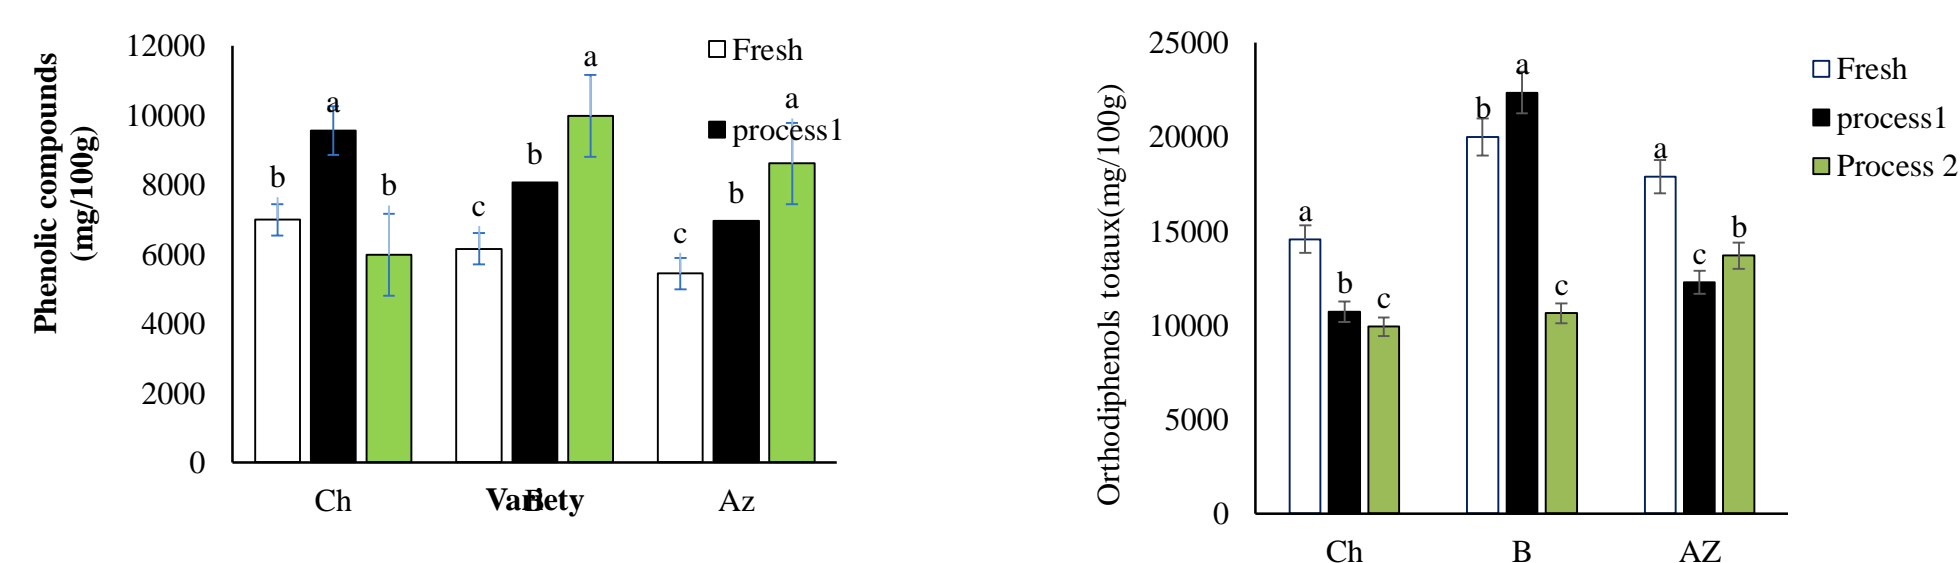 Phenolic compounds
(mg/100g)
12000
10000
8000
6000
4000
2000
0
b
a
b
c
b
a
c
b
a
Fresh
process1
Ch
B
Az
Variety
Orthodiphenols totaux(mg/100g)
25000
20000
15000
10000
5000
0
a
b
c
b
a
c
a
c
b
Ch
B
AZ
Fresh
process1
Process 2